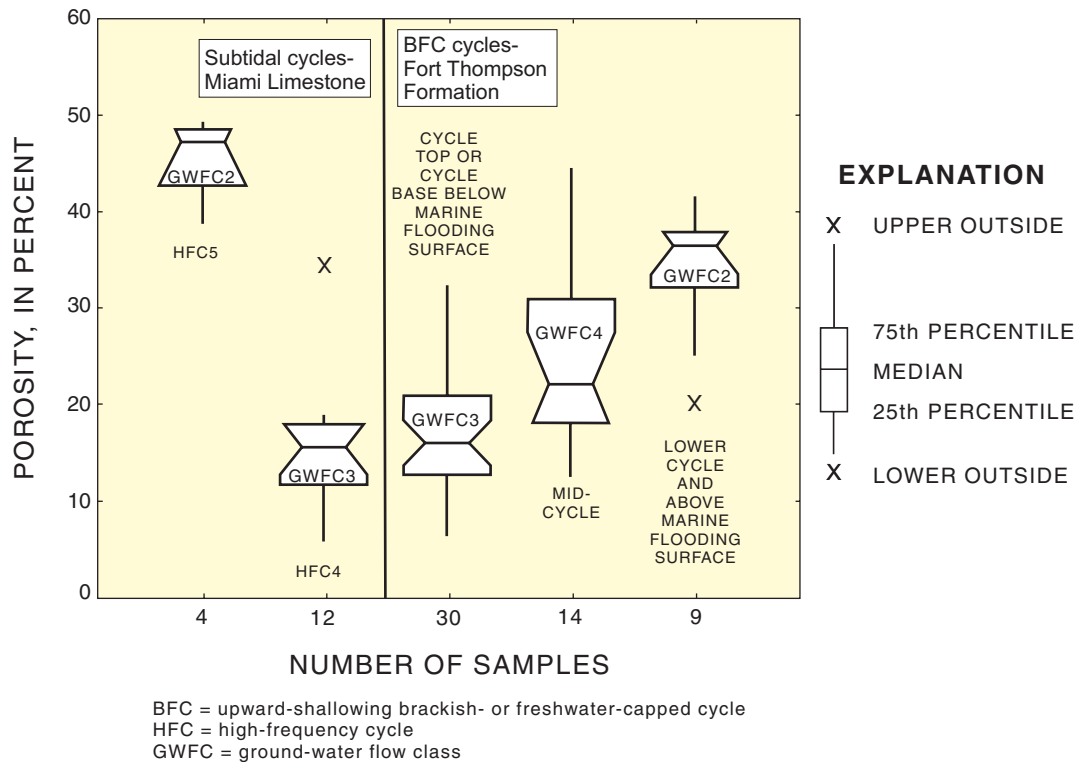 60
50
40
30
20
10
0
POROSITY, IN PERCENT
Subtidal cycles-
Miami Limestone
BFC cycles-
Fort Thompson
Formation
GWFC2
HFC5
X
GWFC3
HFC4
CYCLE
TOP OR
CYCLE
BASE BELOW
MARINE
FLOODING
SURFACE
GWFC3
GWFC4
MID-
CYCLE
GWFC2
X
LOWER
CYCLE
AND
ABOVE
MARINE
FLOODING
SURFACE
4 12 30 14 9
NUMBER OF SAMPLES
EXPLANATION
X UPPER OUTSIDE
75th PERCENTILE
MEDIAN
25th PERCENTILE
X LOWER OUTSIDE
BFC = upward-shallowing brackish- or freshwater-capped cycle
HFC = high-frequency cycle
GWFC = ground-water flow class